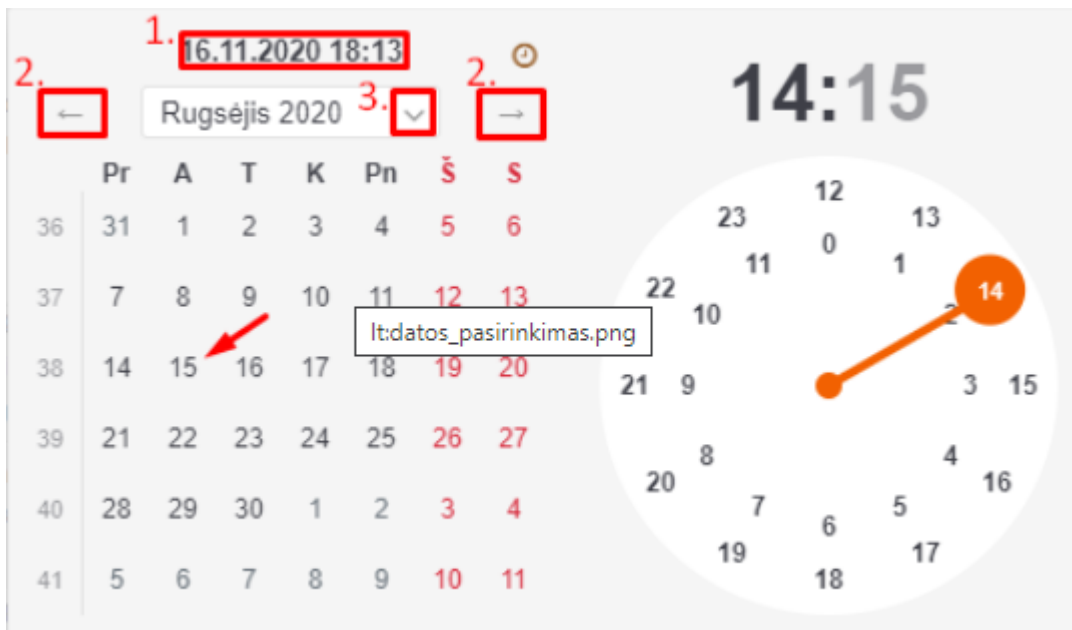 1. 16.11.2020 18:13
2. ← Rugsėjis 2020 3. 2. →
Pr A T K Pn Š S
36 31 1 2 3 4 5 6
37 7 8 9 10 11 12 13
lt:datos_pasirinkimas.png
38 14 15 16 17 18 19 20
39 21 22 23 24 25 26 27
40 28 29 30 1 2 3 4
41 5 6 7 8 9 10 11
14:15
12
23 13
0
11 1
22 14
10 2
21 9 3 15
8 4
20 16
7 5
6
19 17
18